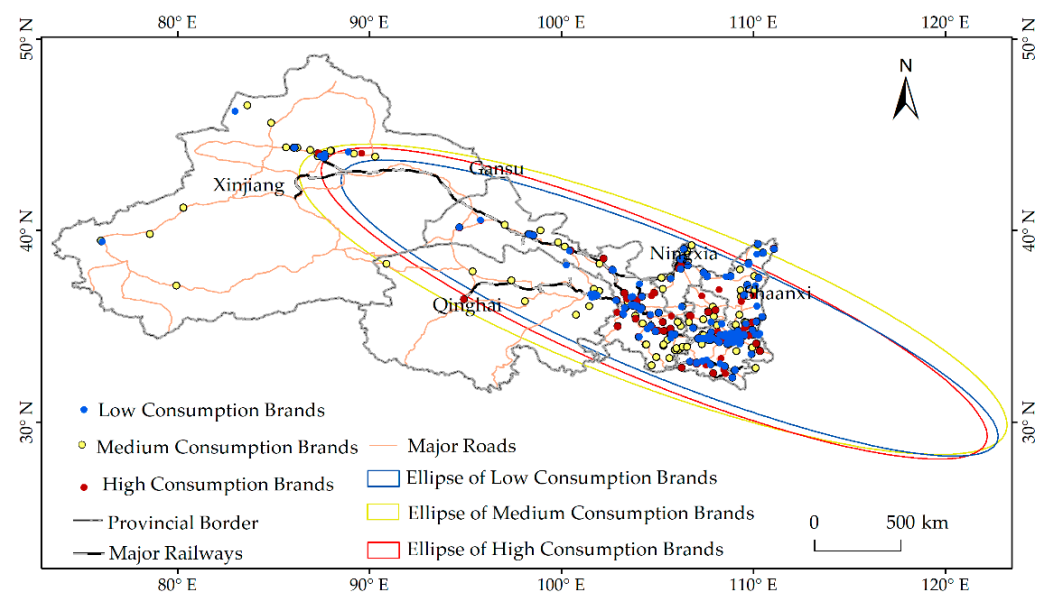 80° E 90° E 100° E 110° E 120° E
50° N 50° N
N
Gansu
Xinjiang
40° N 40° N
Ningxia
Shaanxi
Qinghai
30° N 30° N
Low Consumption Brands
Medium Consumption Brands
Major Roads
High Consumption Brands
Ellipse of Low Consumption Brands
Provincial Border
Ellipse of Medium Consumption Brands
0 500 km
Major Railways
Ellipse of High Consumption Brands
80° E 90° E 100° E 110° E 120° E